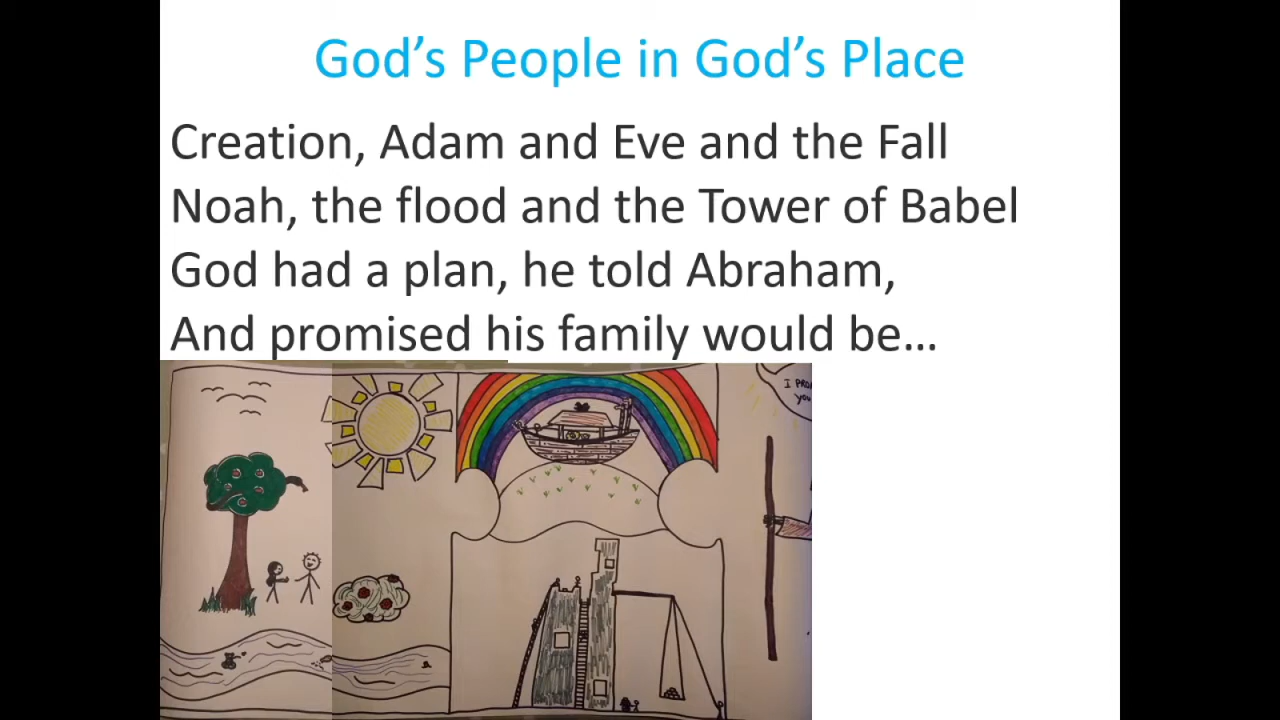 God’s People in God’s Place
Creation, Adam and Eve and the Fall
Noah, the flood and the Tower of Babel
God had a plan, he told Abraham,
And promised his family would be…
I
you